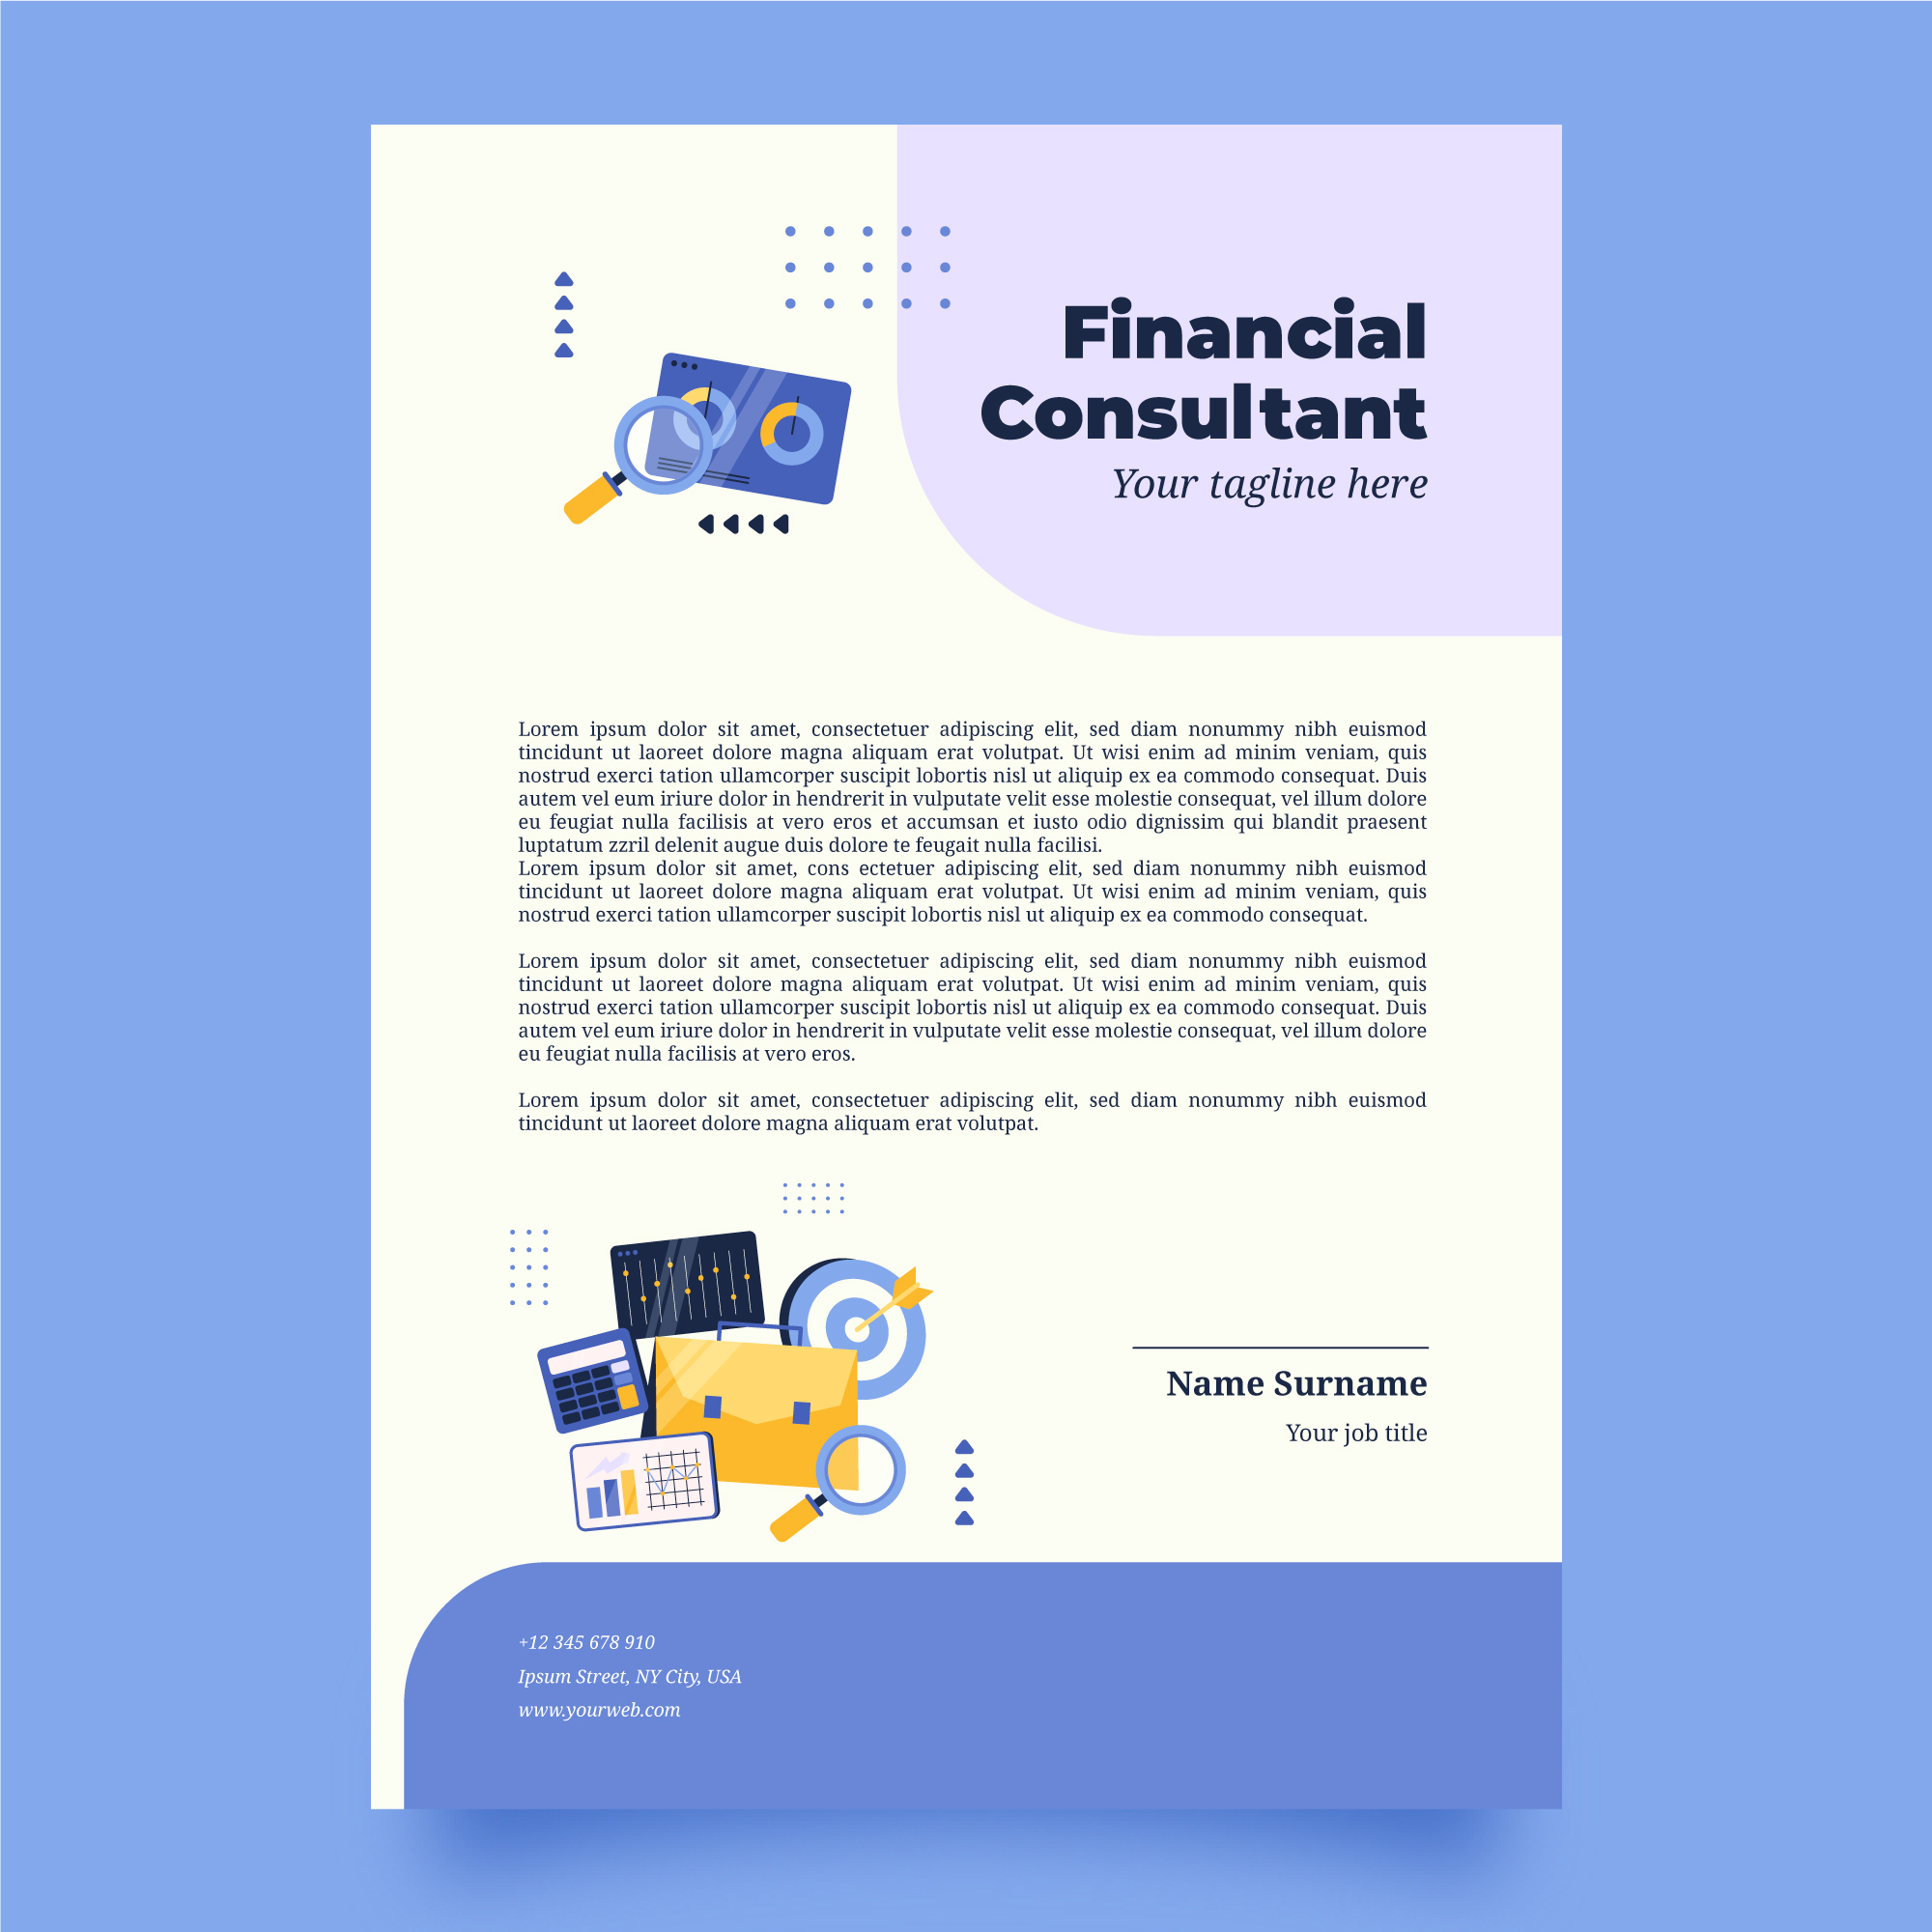 Financial
Consultant
Your tagline here
Lorem ipsum dolor sit amet, consectetuer adipiscing elit, sed diam nonummy nibh euismod
tincidunt ut laoreet dolore magna aliquam erat volutpat. Ut wisi enim ad minim veniam, quis
nostrud exerci tation ullamcorper suscipit lobortis nisl ut aliquip ex ea commodo consequat. Duis
autem vel eum iriure dolor in hendrerit in vulputate velit esse molestie consequat, vel illum dolore
eu feugiat nulla facilisis at vero eros et accumsan et iusto odio dignissim qui blandit praesent
luptatum zzril delenit augue duis dolore te feugait nulla facilisi.
Lorem ipsum dolor sit amet, cons ectetuer adipiscing elit, sed diam nonummy nibh euismod
tincidunt ut laoreet dolore magna aliquam erat volutpat. Ut wisi enim ad minim veniam, quis
nostrud exerci tation ullamcorper suscipit lobortis nisl ut aliquip ex ea commodo consequat.
Lorem ipsum dolor sit amet, consectetuer adipiscing elit, sed diam nonummy nibh euismod
tincidunt ut laoreet dolore magna aliquam erat volutpat. Ut wisi enim ad minim veniam, quis
nostrud exerci tation ullamcorper suscipit lobortis nisl ut aliquip ex ea commodo consequat. Duis
autem vel eum iriure dolor in hendrerit in vulputate velit esse molestie consequat, vel illum dolore
eu feugiat nulla facilisis at vero eros.
Lorem ipsum dolor sit amet, consectetuer adipiscing elit, sed diam nonummy nibh euismod
tincidunt ut laoreet dolore magna aliquam erat volutpat.
Name Surname
Your job title
+12 345 678 910
Ipsum Street, NY City, USA
www.yourweb.com